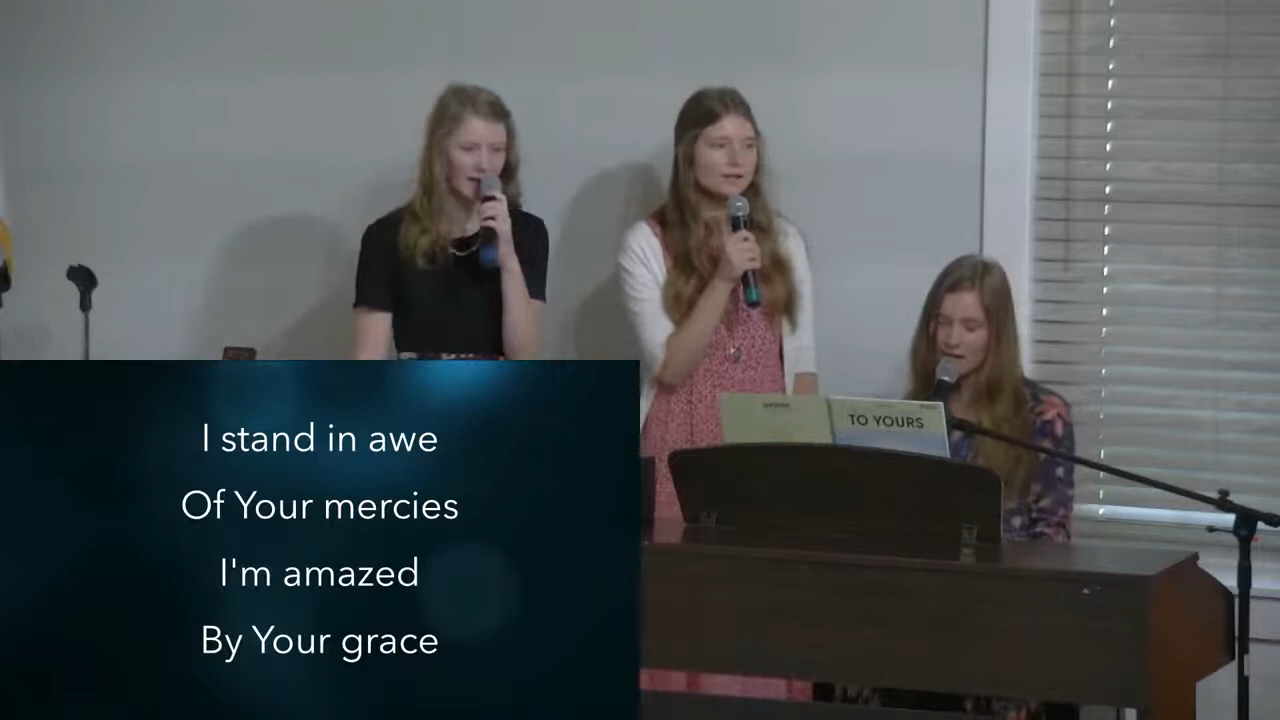 TO YOURS
I stand in awe
Of Your mercies
I'm amazed
By Your grace